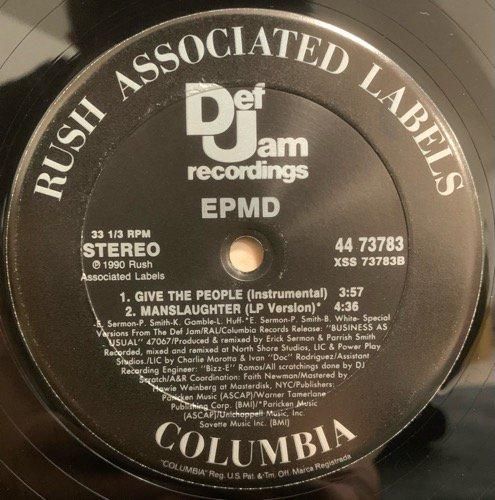 RUSH ASSOCIATED LABELS
Def
Jam
recordings
EPMD
33 1/3 RPM
STEREO
℗ 1990 Rush
Associated Labels
44 73783
XSS 73783B
1. GIVE THE PEOPLE (Instrumental) 3:57
2. MANSLAUGHTER (LP Version)* 4:36
-E. Sermon-P. Smith-K. Gamble-L. Huff-*E. Sermon-P. Smith-B. White- Special
Versions From The Def Jam/RAL/Columbia Records Release: "BUSINESS AS
USUAL" 47067/Produced & remixed by Erick Sermon and Parrish Smith
Recorded, mixed and remixed at North Shore Studios, LIC & Power Play
Studios,/LIC by Charlie Marotta & Ivan "Doc" Rodriguez/Assistant
Recording Engineer: "Bizz-E" Ramos/All scratchings done by DJ
Scratch/A&R Coordination: Faith Newman/Mastered by
Howie Weinberg at Masterdisk, NYC/Publishers:
Paricken Music (ASCAP)/Warner Tamerlane
Publishing Corp. (BMI)/*Paricken Music
(ASCAP)/Unichappell Music, Inc.
Savette Music Inc. (BMI)
COLUMBIA
"COLUMBIA" Reg. U.S. Pat. & Tm. Off. Marca Registrada